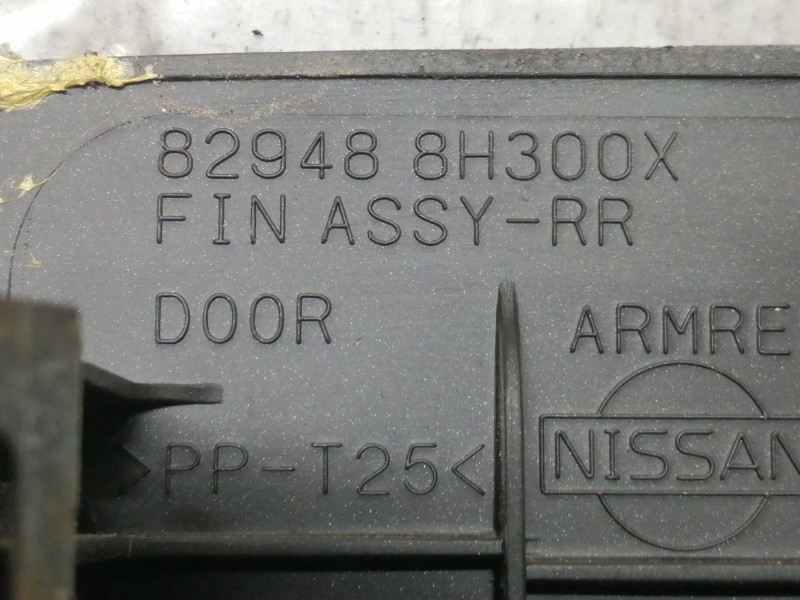 82948 8H300X
FIN ASSY-RR
DOOR ARMRE
>PP-T25<
NISSAN